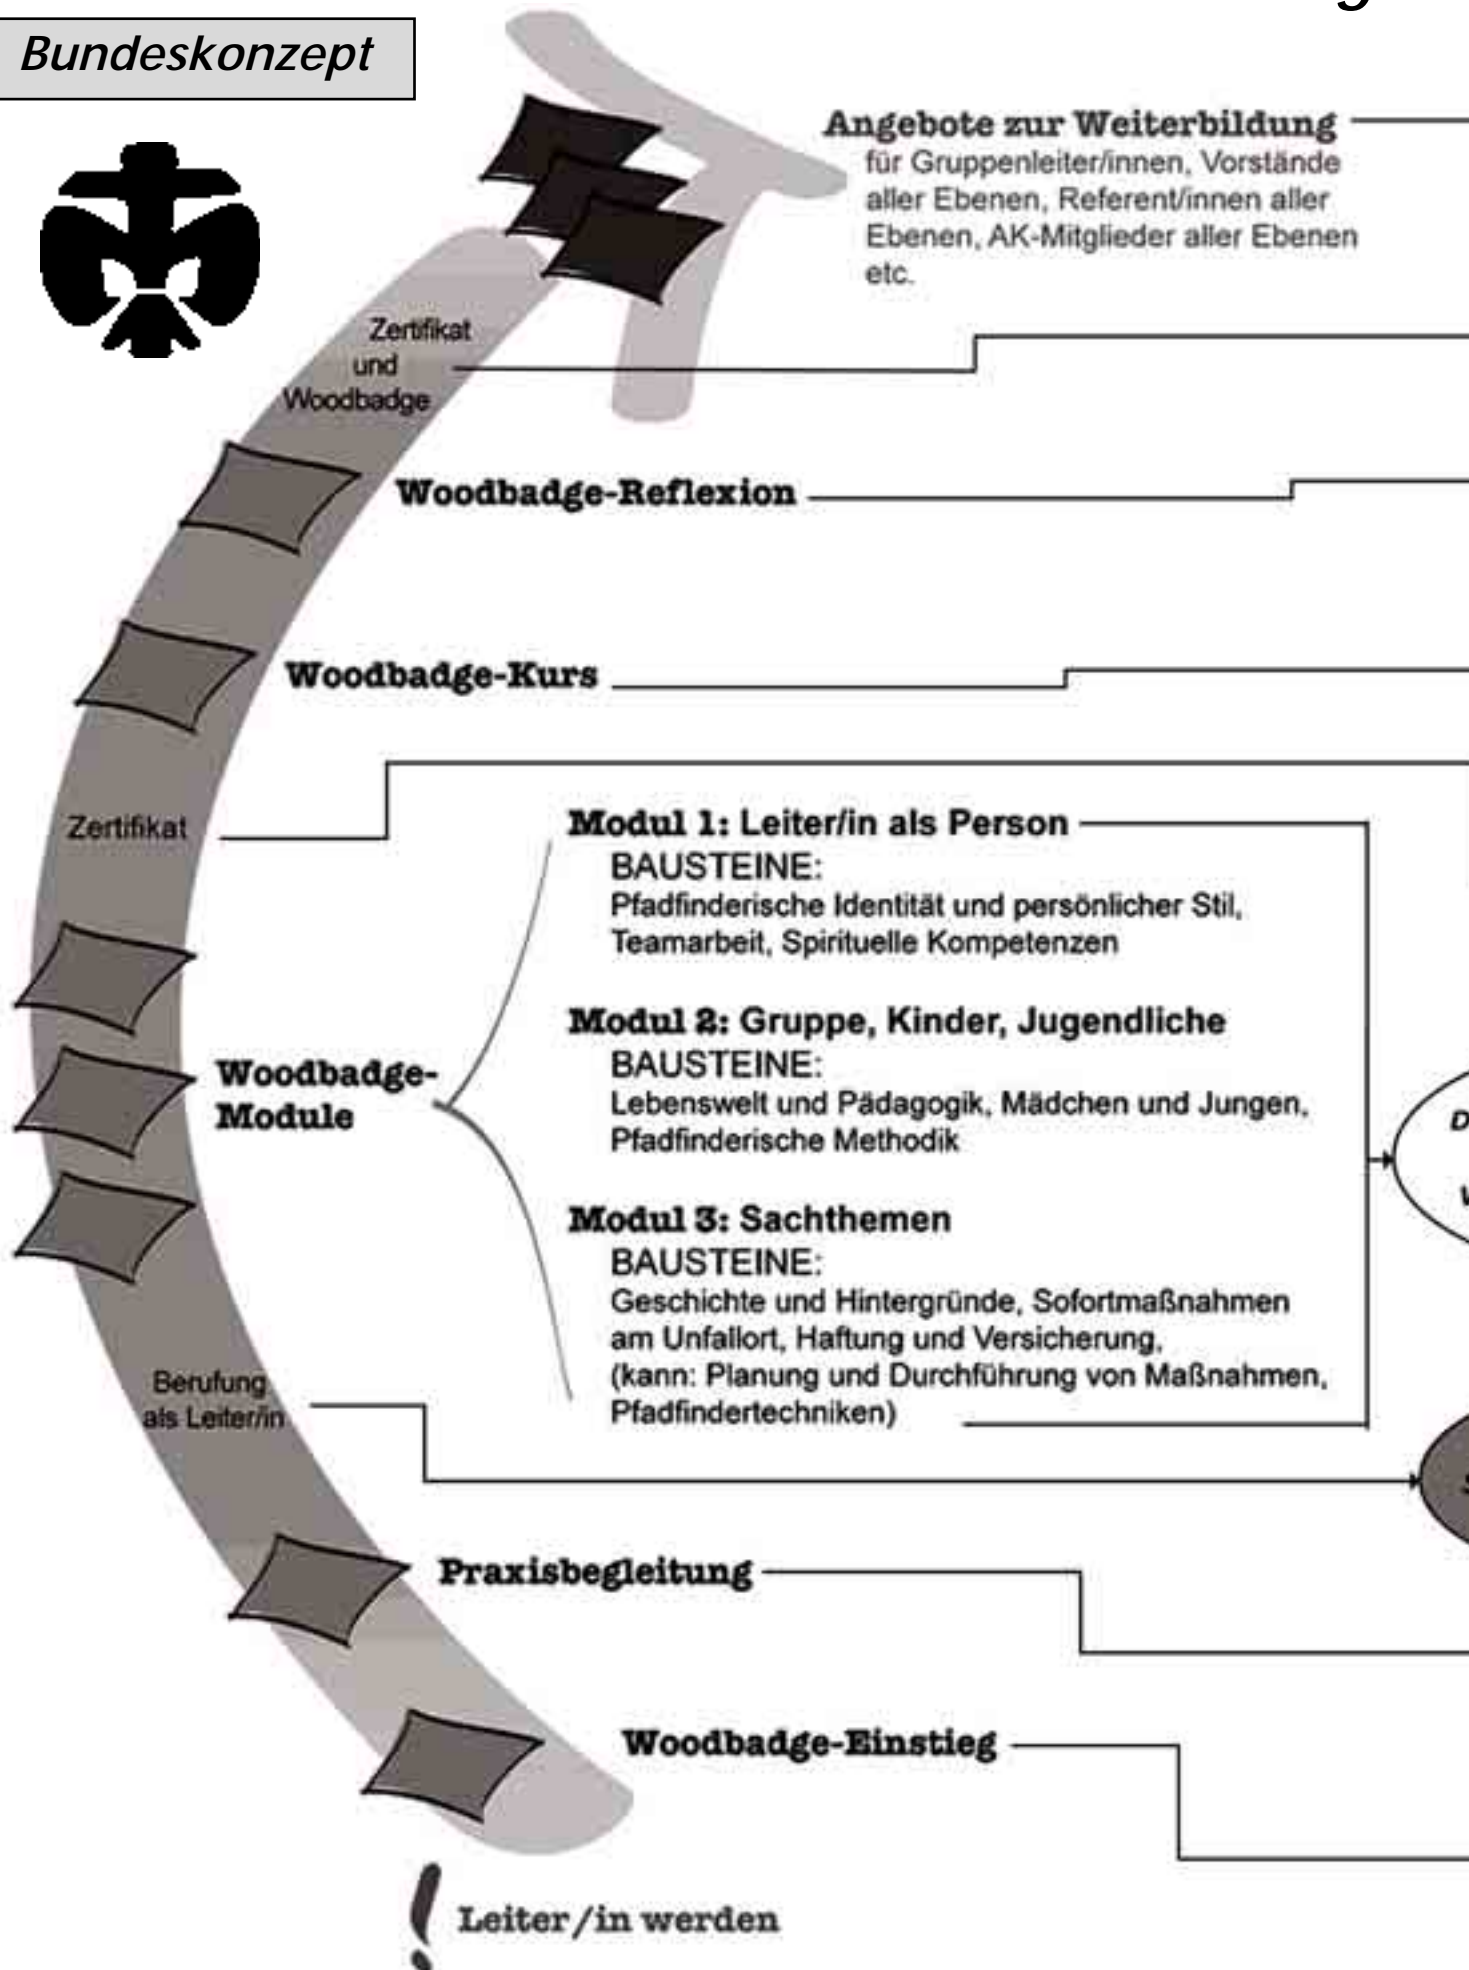 Bundeskonzept
Angebote zur Weiterbildung
für Gruppenleiter/innen, Vorstände
aller Ebenen, Referent/innen aller
Ebenen, AK-Mitglieder aller Ebenen
etc.
Zertifikat
und
Woodbadge
Woodbadge-Reflexion
Woodbadge-Kurs
Zertifikat
Modul 1: Leiter/in als Person
BAUSTEINE:
Pfadfinderische Identität und persönlicher Stil,
Teamarbeit, Spirituelle Kompetenzen
Modul 2: Gruppe, Kinder, Jugendliche
BAUSTEINE:
Lebenswelt und Pädagogik, Mädchen und Jungen,
Pfadfinderische Methodik
Woodbadge-
Module
Modul 3: Sachthemen
BAUSTEINE:
Geschichte und Hintergründe, Sofortmaßnahmen
am Unfallort, Haftung und Versicherung,
(kann: Planung und Durchführung von Maßnahmen,
Pfadfindertechniken)
Berufung
als Leiter/in
Praxisbegleitung
Woodbadge-Einstieg
! Leiter/in werden